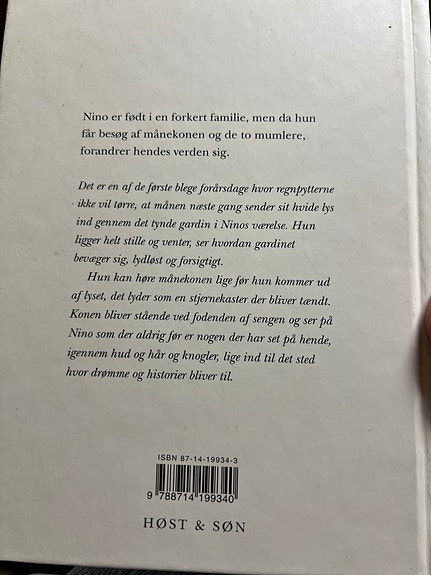 Nino er født i en forkert familie, men da hun
får besøg af månekonen og de to mumlere,
forandrer hendes verden sig.
Det er en af de første blege forårsdage hvor regnpytterne
ikke vil tørre, at månen næste gang sender sit hvide lys
ind gennem det tynde gardin i Ninos værelse. Hun
ligger helt stille og venter, ser hvordan gardinet
bevæger sig, lydløst og forsigtigt.
Hun kan høre månekonen lige før hun kommer ud
af lyset, det lyder som en stjernekaster der bliver tændt.
Konen bliver stående ved fodenden af sengen og ser på
Nino som der aldrig før er nogen der har set på hende,
igennem hud og hår og knogler, lige ind til det sted
hvor drømme og historier bliver til.
ISBN 87-14-19934-3
9 788714 199340
HØST & SØN